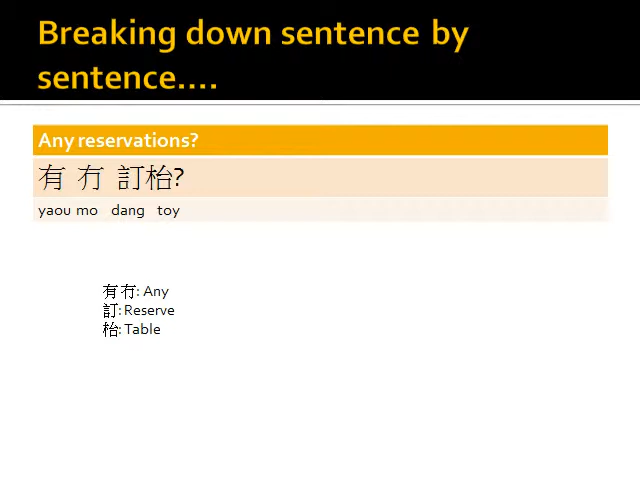 Breaking down sentence by
sentence....
Any reservations?
有 冇 訂枱?
yaou mo dang toy
有冇: Any
訂: Reserve
枱: Table